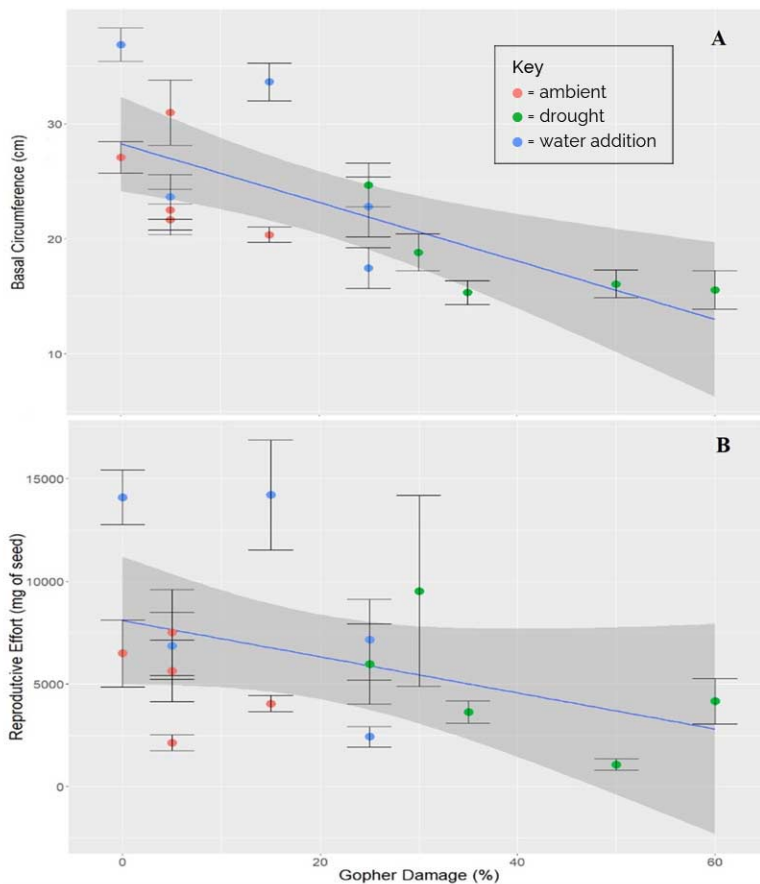 A
Key
= ambient
= drought
= water addition
30
20
10
Basal Circumference (cm)
B
15000
10000
5000
0
Reprodutcive Effort (mg of seed)
0
20
40
60
Gopher Damage (%)